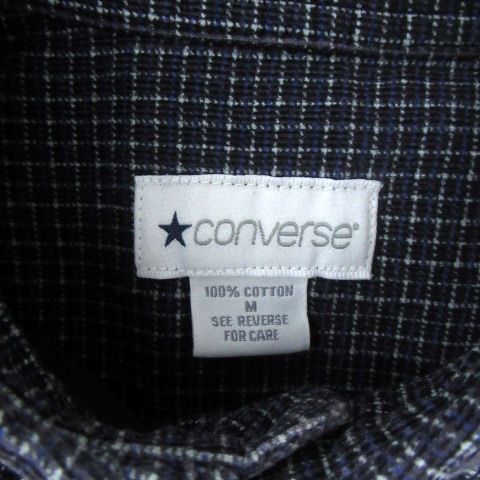 ★converse®
100% COTTON
M
SEE REVERSE
FOR CARE